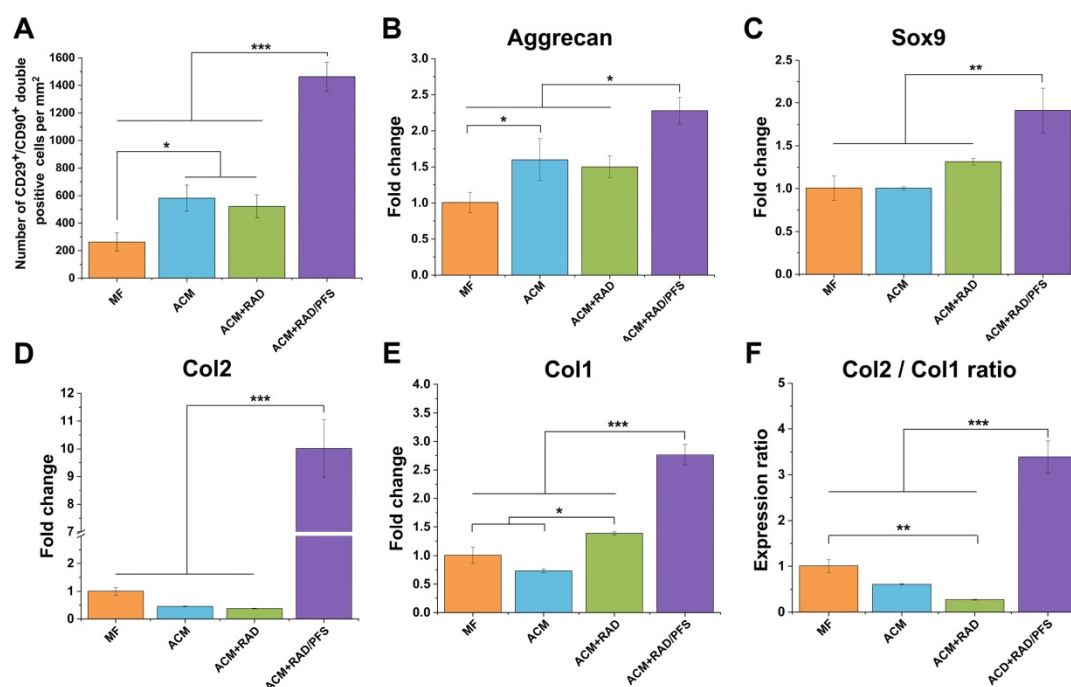 A
Number of CD29+/CD90+ double
positive cells per mm2
1600
1400
1200
1000
800
600
400
200
0
***
*
MF
ACM
ACM+RAD
ACM+RAD/PFS
B
Aggrecan
Fold change
2.5
2.0
1.5
1.0
0.5
0.0
*
*
MF
ACM
ACM+RAD
ACM+RAD/PFS
C
Sox9
Fold change
2.5
2.0
1.5
1.0
0.5
0.0
**
MF
ACM
ACM+RAD
ACM+RAD/PFS
D
Col2
Fold change
12
11
10
9
8
7
2
1
0
***
MF
ACM
ACM+RAD
ACM+RAD/PFS
E
Col1
Fold change
4.0
3.5
3.0
2.5
2.0
1.5
1.0
0.5
0.0
***
*
MF
ACM
ACM+RAD
ACM+RAD/PFS
F
Col2 / Col1 ratio
Expression ratio
5
4
3
2
1
0
***
**
MF
ACM
ACM+RAD
ACD+RAD/PFS